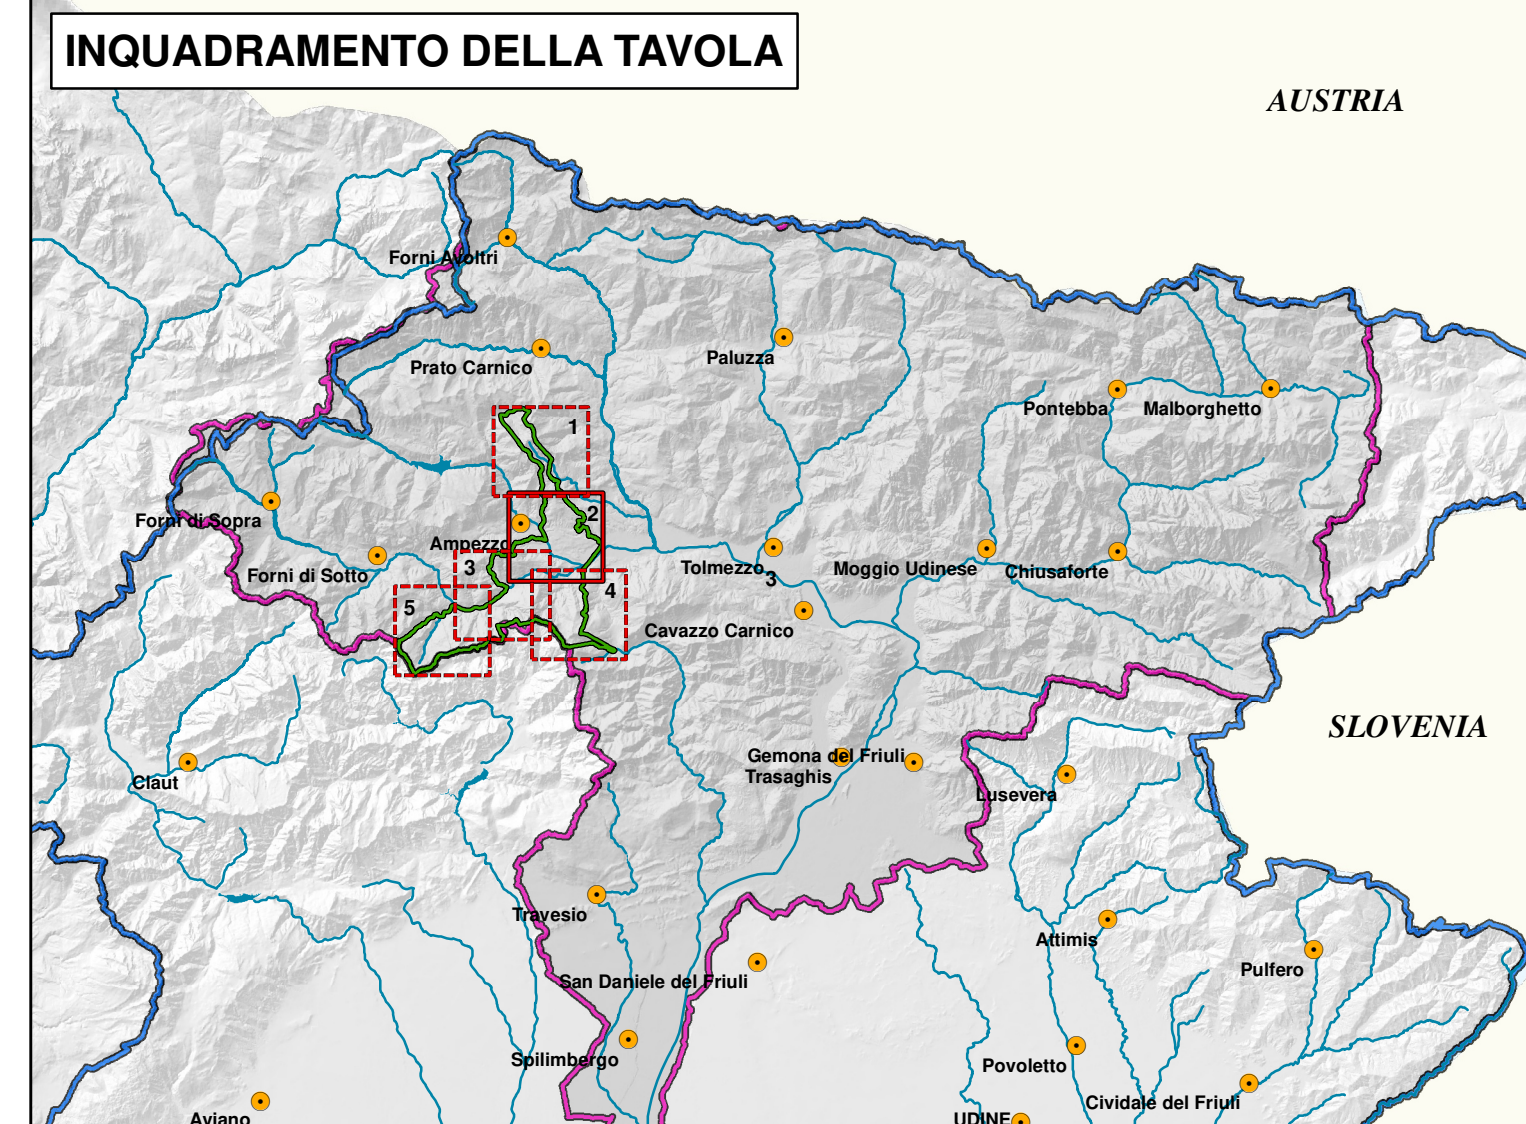 INQUADRAMENTO DELLA TAVOLA
AUSTRIA
Forni Avoltri
Prato Carnico
Paluzza
Pontebba
Malborghetto
1
2
Forni di Sopra
Ampezzo
3
Forni di Sotto
Tolmezzo
3
Moggio Udinese
Chiusaforte
4
5
Cavazzo Carnico
SLOVENIA
Gemona del Friuli
Trasaghis
Claut
Lusevera
Travesio
Attimis
Pulfero
San Daniele del Friuli
Spilimbergo
Povoletto
Cividale del Friuli
Aviano
UDINE